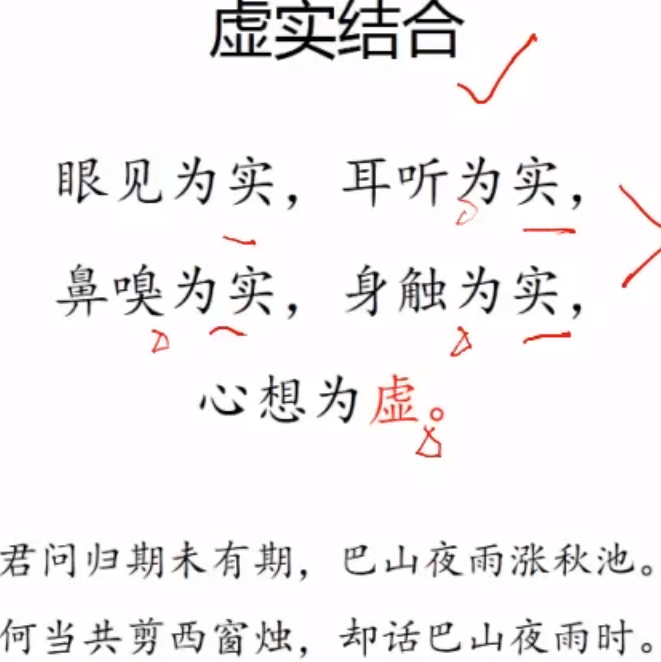 虚实结合
眼见为实，耳听为实，
鼻嗅为实，身触为实，
心想为虚。
君问归期未有期，巴山夜雨涨秋池。
何当共剪西窗烛，却话巴山夜雨时。